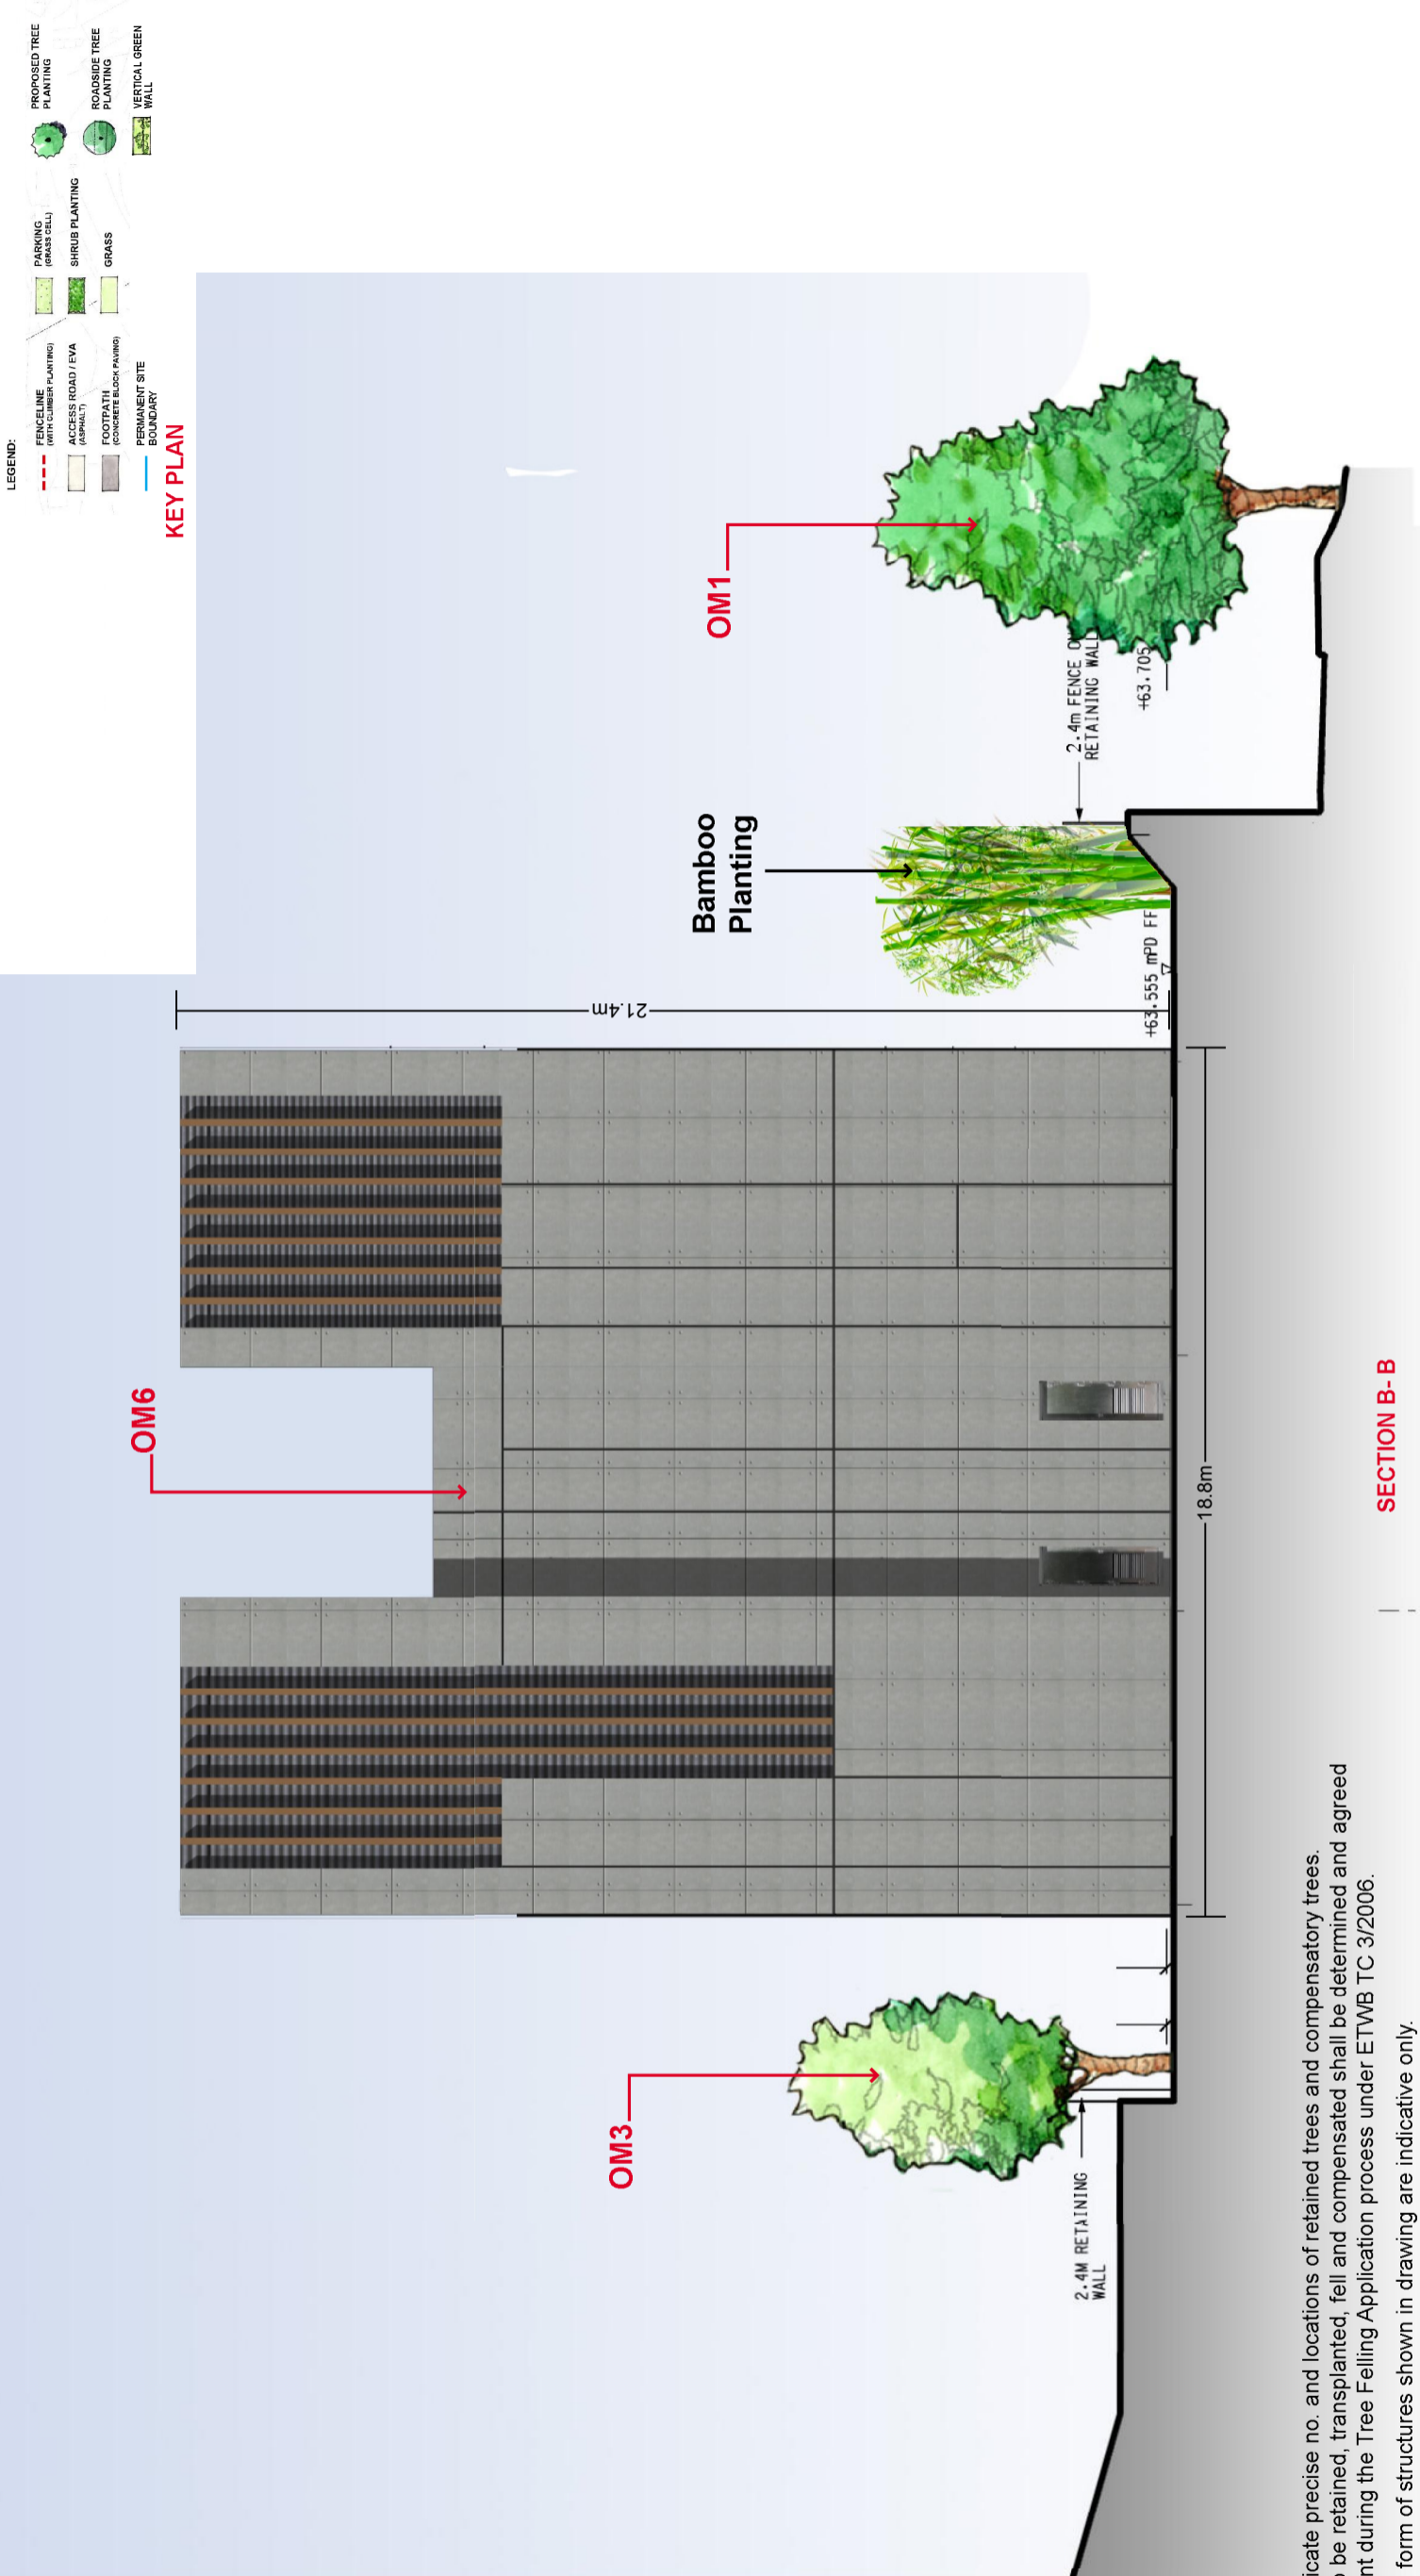 LEGEND:
FENCELINE
(WITH CLIMBER PLANTING)
ACCESS ROAD / EVA
(ASPHALT)
FOOTPATH
(CONCRETE BLOCK PAVING)
PERMANENT SITE
BOUNDARY
PARKING
(GRASS CELL)
SHRUB PLANTING
GRASS
PROPOSED TREE
PLANTING
ROADSIDE TREE
PLANTING
VERTICAL GREEN
WALL
KEY PLAN
OM6
OM3
OM1
Bamboo
Planting
21.4m
2.4m FENCE
RETAINING WALL
+63.705
+63.555 mPD FF
2.4M RETAINING
WALL
18.8m
SECTION B- B
icate precise no. and locations of retained trees and compensatory trees.
be retained, transplanted, fell and compensated shall be determined and agreed
nt during the Tree Felling Application process under ETWB TC 3/2006.
form of structures shown in drawing are indicative only.